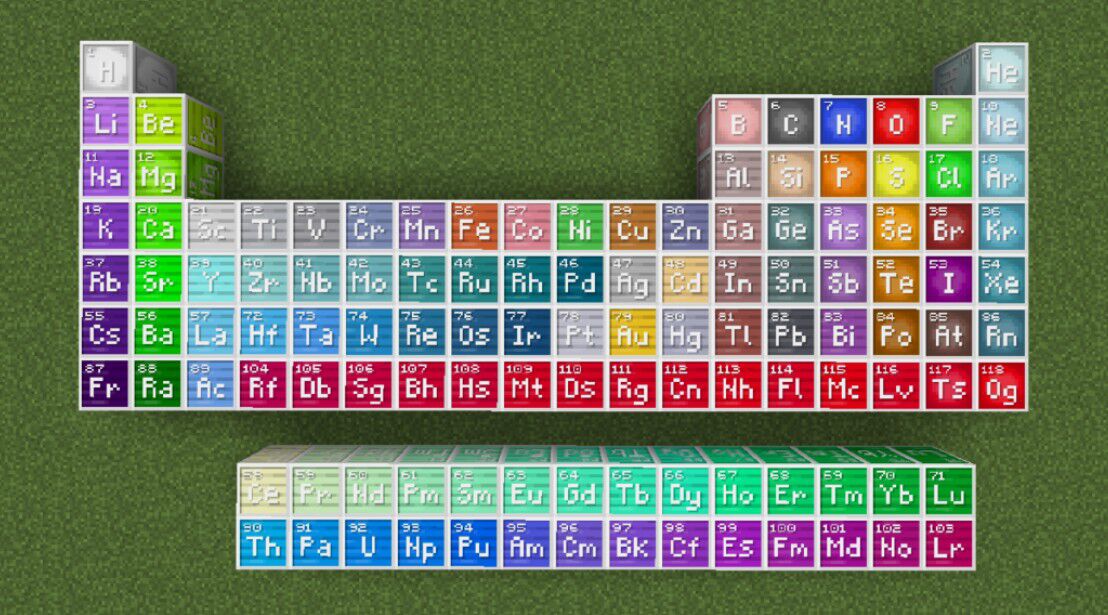 1 2
H He
3 4 5 6 7 8 9 10
Li Be B C N O F Ne
11 12 13 14 15 16 17 18
Na Mg Al Si P S Cl Ar
19 20 21 22 23 24 25 26 27 28 29 30 31 32 33 34 35 36
K Ca Sc Ti V Cr Mn Fe Co Ni Cu Zn Ga Ge As Se Br Kr
37 38 39 40 41 42 43 44 45 46 47 48 49 50 51 52 53 54
Rb Sr Y Zr Nb Mo Tc Ru Rh Pd Ag Cd In Sn Sb Te I Xe
55 56 57 72 73 74 75 76 77 78 79 80 81 82 83 84 85 86
Cs Ba La Hf Ta W Re Os Ir Pt Au Hg Tl Pb Bi Po At Rn
87 88 89 104 105 106 107 108 109 110 111 112 113 114 115 116 117 118
Fr Ra Ac Rf Db Sg Bh Hs Mt Ds Rg Cn Nh Fl Mc Lv Ts Og
58 59 60 61 62 63 64 65 66 67 68 69 70 71
Ce Pr Nd Pm Sm Eu Gd Tb Dy Ho Er Tm Yb Lu
90 91 92 93 94 95 96 97 98 99 100 101 102 103
Th Pa U Np Pu Am Cm Bk Cf Es Fm Md No Lr